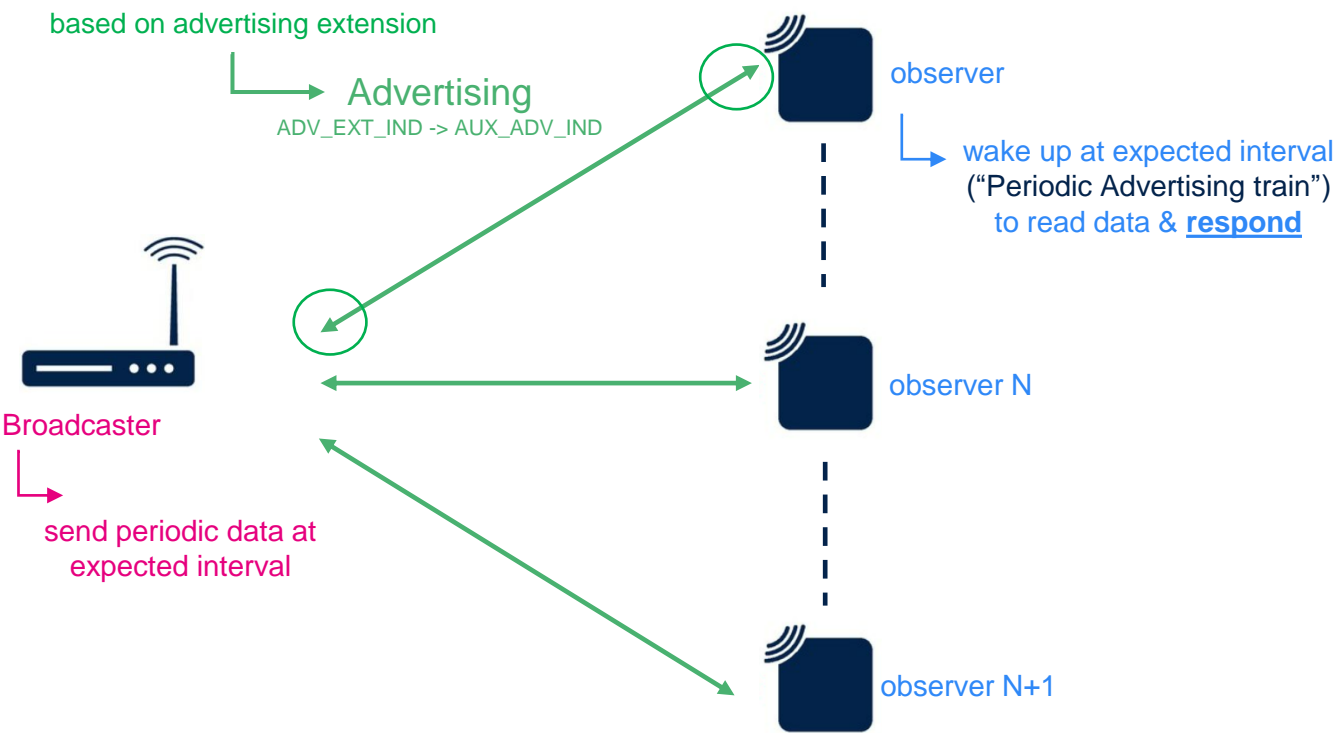 based on advertising extension
Advertising
ADV_EXT_IND -> AUX_ADV_IND
observer
wake up at expected interval
(“Periodic Advertising train”)
to read data & respond
observer N
Broadcaster
send periodic data at
expected interval
observer N+1